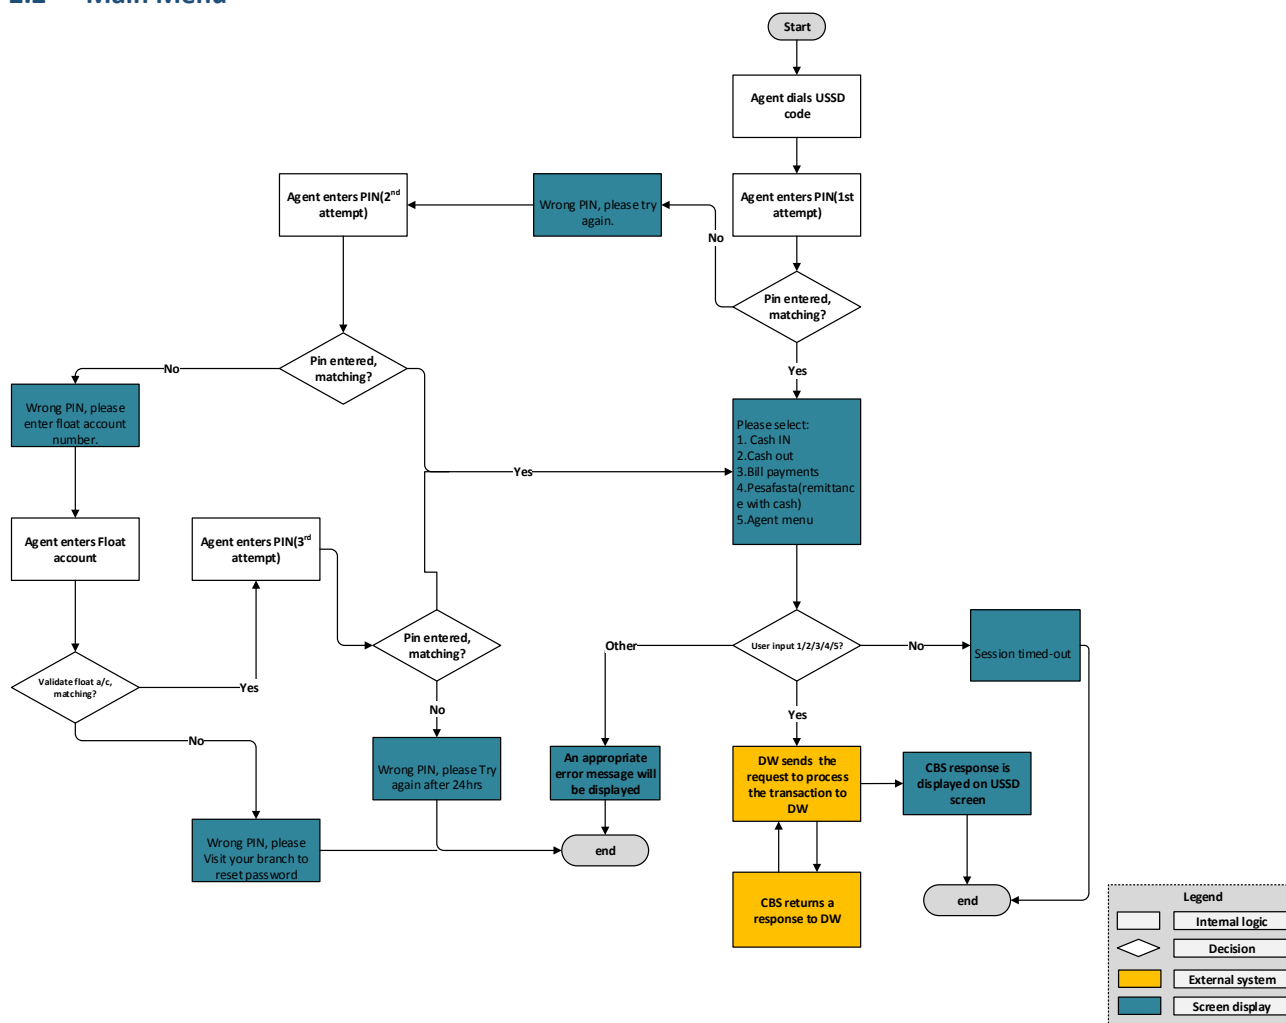 Main Menu
Start
Agent dials USSD
code
Agent enters PIN(1st
attempt)
Wrong PIN, please try
again.
Agent enters PIN(2nd
attempt)
No
Pin entered,
matching?
Yes
Pin entered,
matching?
No
Wrong PIN, please
enter float account
number.
Please select:
1. Cash IN
2.Cash out
3.Bill payments
4.Pesafasta(remittanc
e with cash)
5.Agent menu
Yes
Agent enters Float
account
Agent enters PIN(3rd
attempt)
Pin entered,
matching?
User input 1/2/3/4/5?
Other
No
Session timed-out
Validate float a/c,
matching?
Yes
No
No
Yes
Wrong PIN, please Try
again after 24hrs
An appropriate
error message will
be displayed
DW sends the
request to process
the transaction to
DW
CBS response is
displayed on USSD
screen
Wrong PIN, please
Visit your branch to
reset password
end
CBS returns a
response to DW
end
Legend
Internal logic
Decision
External system
Screen display